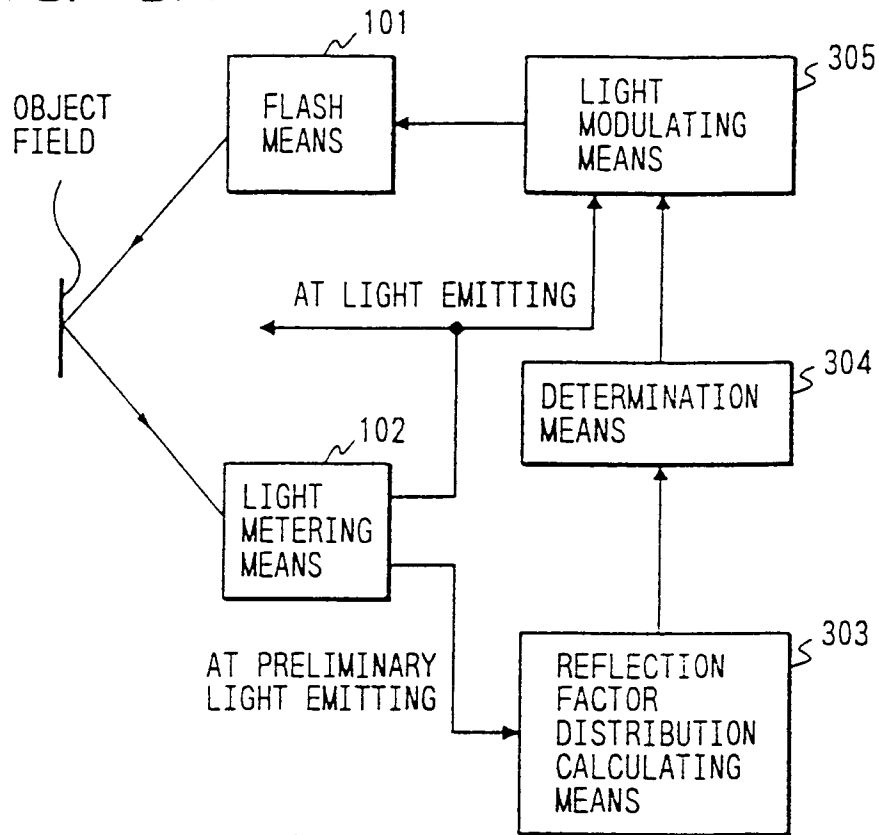 101
FLASH
MEANS
305
LIGHT
MODULATING
MEANS
OBJECT
FIELD
AT LIGHT EMITTING
304
DETERMINATION
MEANS
102
LIGHT
METERING
MEANS
303
REFLECTION
FACTOR
DISTRIBUTION
CALCULATING
MEANS
AT PRELIMINARY
LIGHT EMITTING